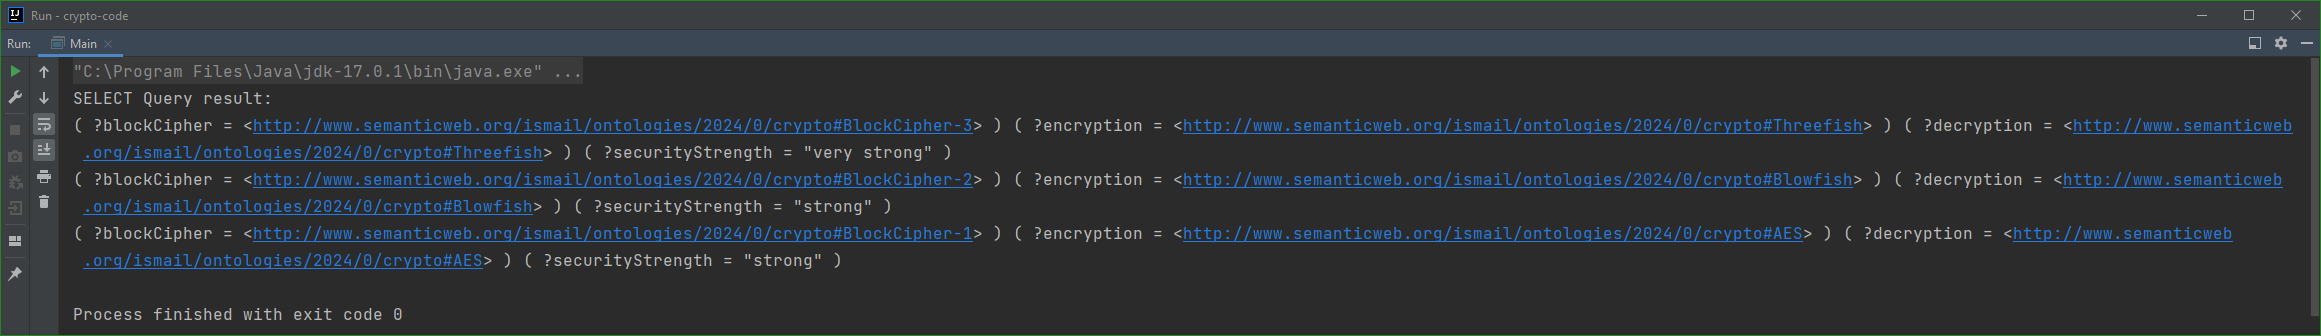 Run - crypto-code
Run: Main
"C:\Program Files\Java\jdk-17.0.1\bin\java.exe" ...
SELECT Query result:
( ?blockCipher = <http://www.semanticweb.org/ismail/ontologies/2024/0/crypto#BlockCipher-3> ) ( ?encryption = <http://www.semanticweb.org/ismail/ontologies/2024/0/crypto#Threefish> ) ( ?decryption = <http://www.semanticweb
.org/ismail/ontologies/2024/0/crypto#Threefish> ) ( ?securityStrength = "very strong" )
( ?blockCipher = <http://www.semanticweb.org/ismail/ontologies/2024/0/crypto#BlockCipher-2> ) ( ?encryption = <http://www.semanticweb.org/ismail/ontologies/2024/0/crypto#Blowfish> ) ( ?decryption = <http://www.semanticweb
.org/ismail/ontologies/2024/0/crypto#Blowfish> ) ( ?securityStrength = "strong" )
( ?blockCipher = <http://www.semanticweb.org/ismail/ontologies/2024/0/crypto#BlockCipher-1> ) ( ?encryption = <http://www.semanticweb.org/ismail/ontologies/2024/0/crypto#AES> ) ( ?decryption = <http://www.semanticweb
.org/ismail/ontologies/2024/0/crypto#AES> ) ( ?securityStrength = "strong" )
Process finished with exit code 0